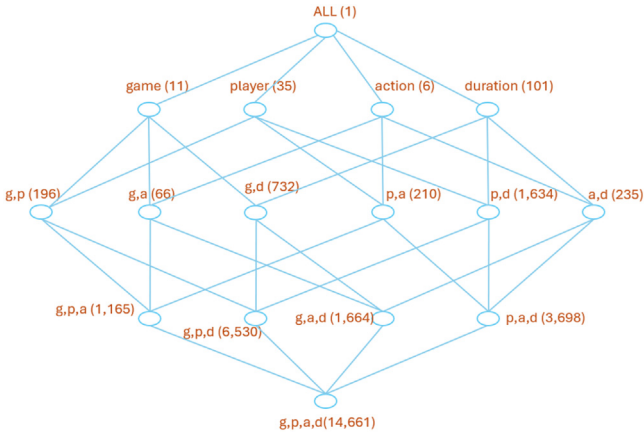 ALL (1)
game (11)
player (35)
action (6)
duration (101)
g,p (196)
g,a (66)
g,d (732)
p,a (210)
p,d (1,634)
a,d (235)
g,p,a (1,165)
g,p,d (6,530)
g,a,d (1,664)
p,a,d (3,698)
g,p,a,d(14,661)